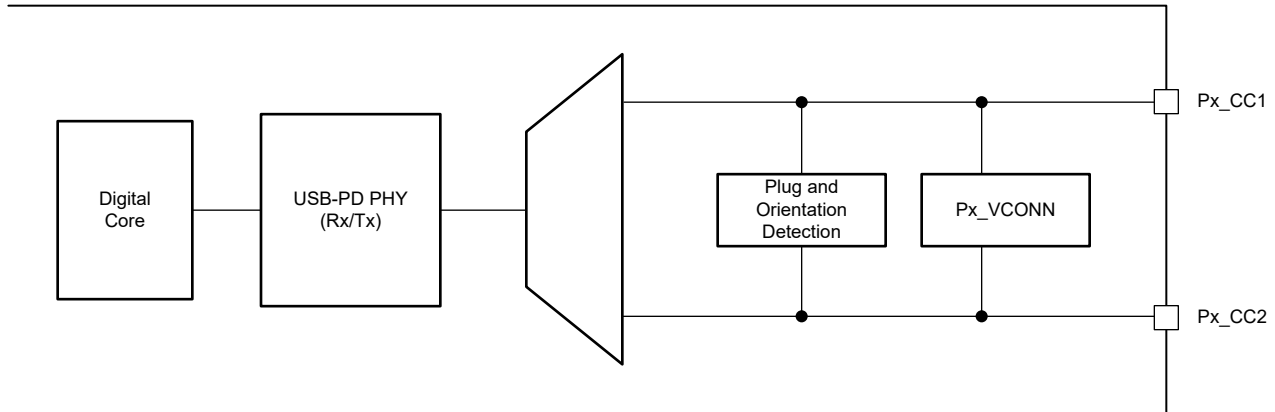 Px_CC1
Digital
Core
USB-PD PHY
(Rx/Tx)
Plug and
Orientation
Detection
Px_VCONN
Px_CC2